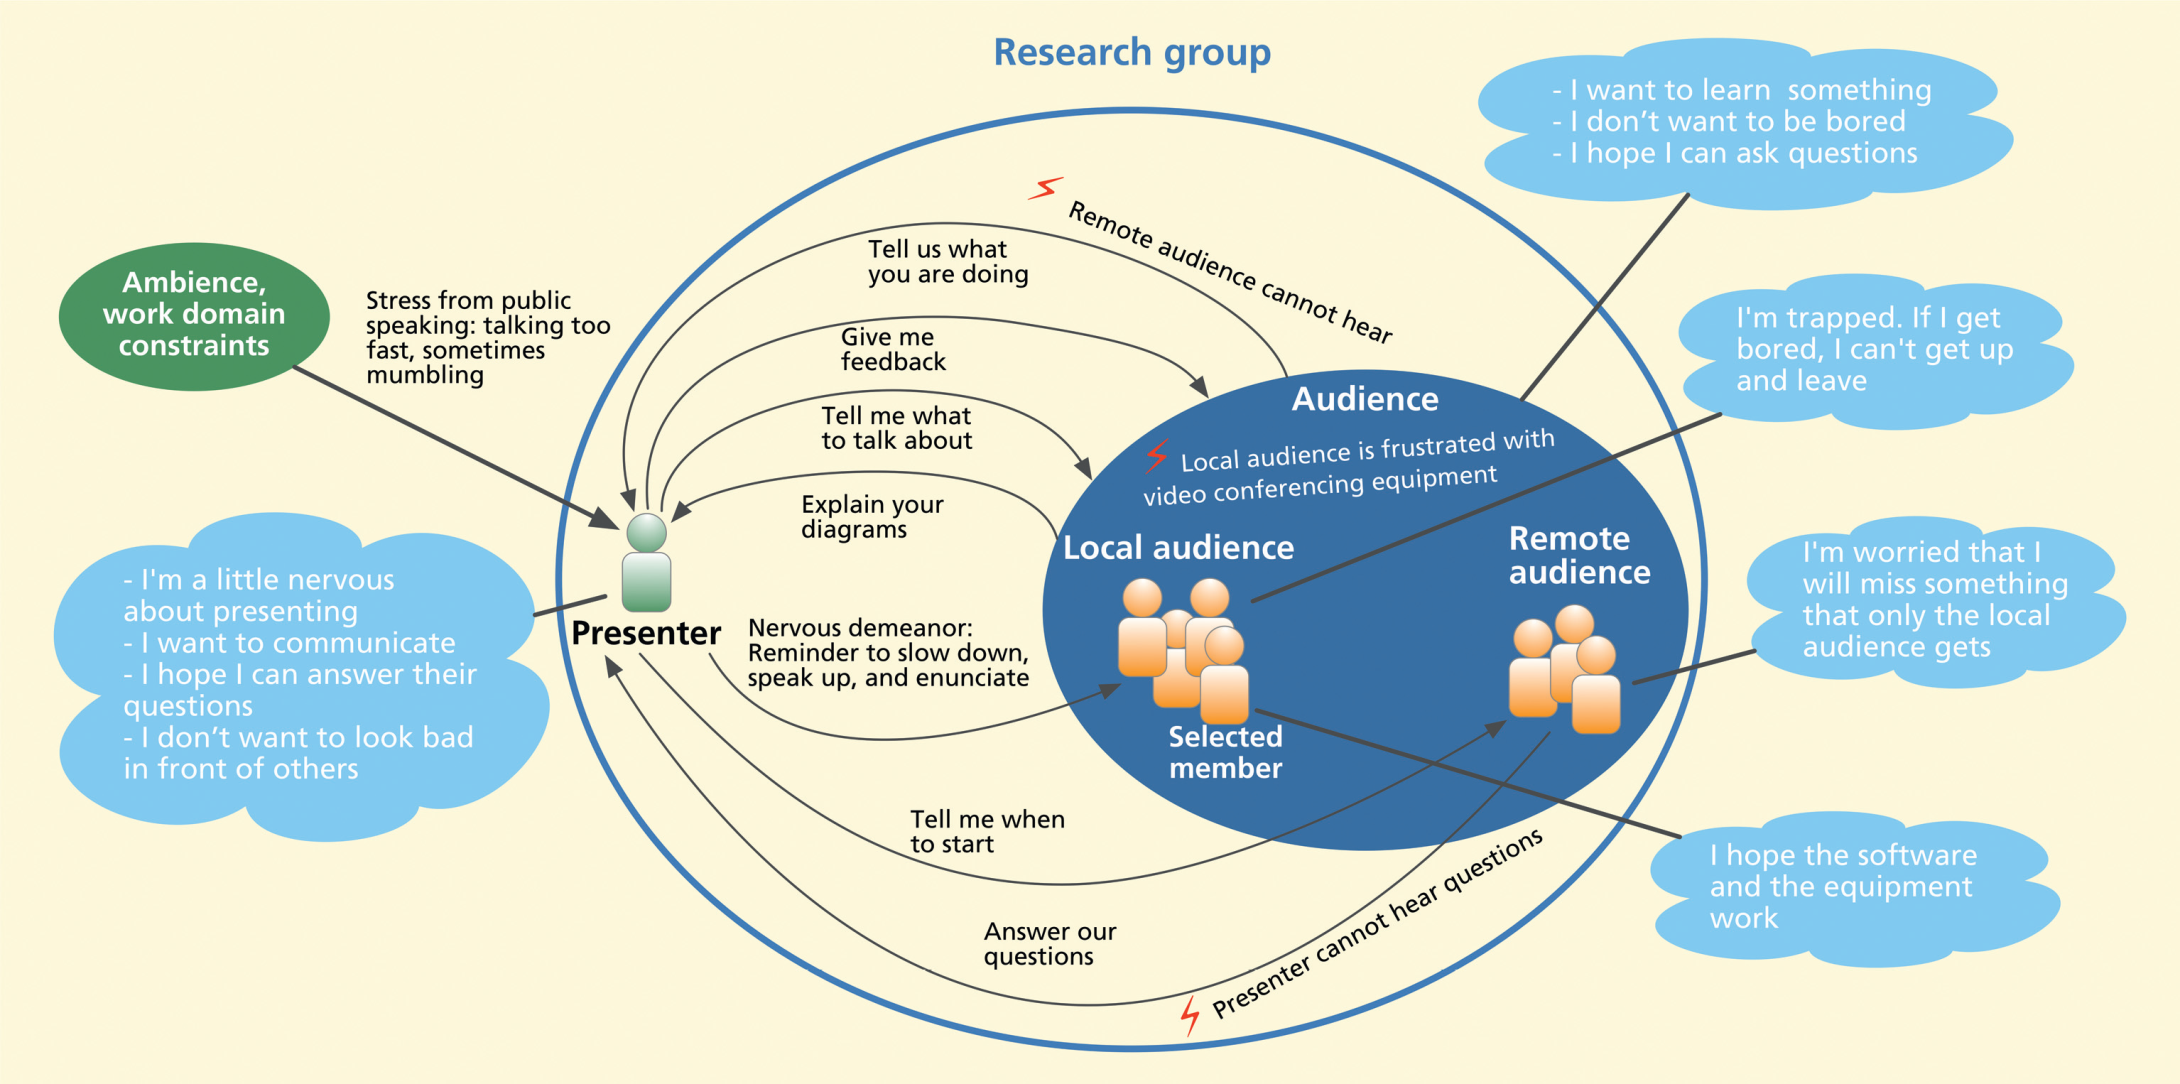 Research group
- I want to learn  something
- I don’t want to be bored
- I hope I can ask questions
Remote audience cannot hear
Tell us what
you are doing
Ambience,
work domain
constraints
Stress from public
speaking: talking too
fast, sometimes
mumbling
Give me
feedback
I'm trapped. If I get
bored, I can't get up
and leave
Tell me what
to talk about
Audience
Local audience is frustrated with
video conferencing equipment
Explain your
diagrams
Local audience
Remote
audience
I'm worried that I
will miss something
that only the local
audience gets
- I'm a little nervous
about presenting
- I want to communicate
- I hope I can answer their
questions
- I don’t want to look bad
in front of others
Presenter
Nervous demeanor:
Reminder to slow down,
speak up, and enunciate
Selected
member
Tell me when
to start
I hope the software
and the equipment
work
Answer our
questions
Presenter cannot hear questions